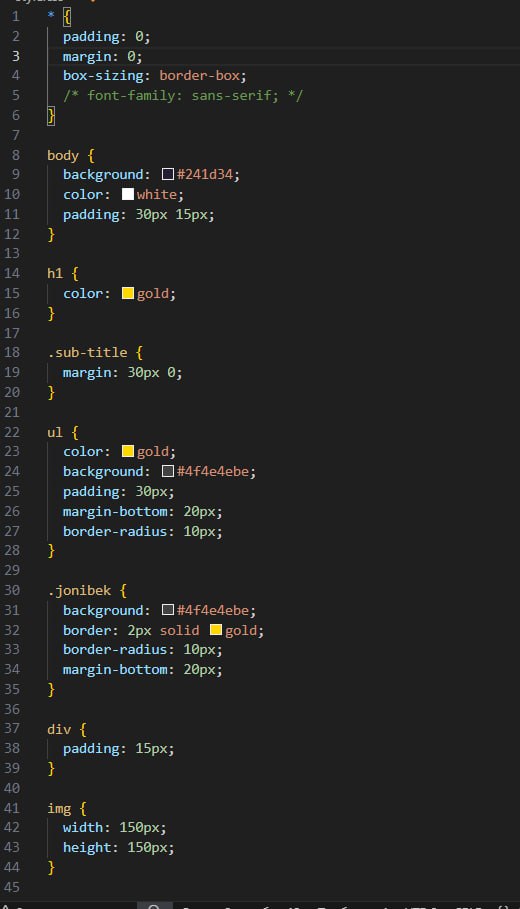 1 * {
2 padding: 0;
3 margin: 0;
4 box-sizing: border-box;
5 /* font-family: sans-serif; */
6 }
7
8 body {
9 background: #241d34;
10 color: white;
11 padding: 30px 15px;
12 }
13
14 h1 {
15 color: gold;
16 }
17
18 .sub-title {
19 margin: 30px 0;
20 }
21
22 ul {
23 color: gold;
24 background: #4f4e4ebe;
25 padding: 30px;
26 margin-bottom: 20px;
27 border-radius: 10px;
28 }
29
30 .jonibek {
31 background: #4f4e4ebe;
32 border: 2px solid gold;
33 border-radius: 10px;
34 margin-bottom: 20px;
35 }
36
37 div {
38 padding: 15px;
39 }
40
41 img {
42 width: 150px;
43 height: 150px;
44 }
45